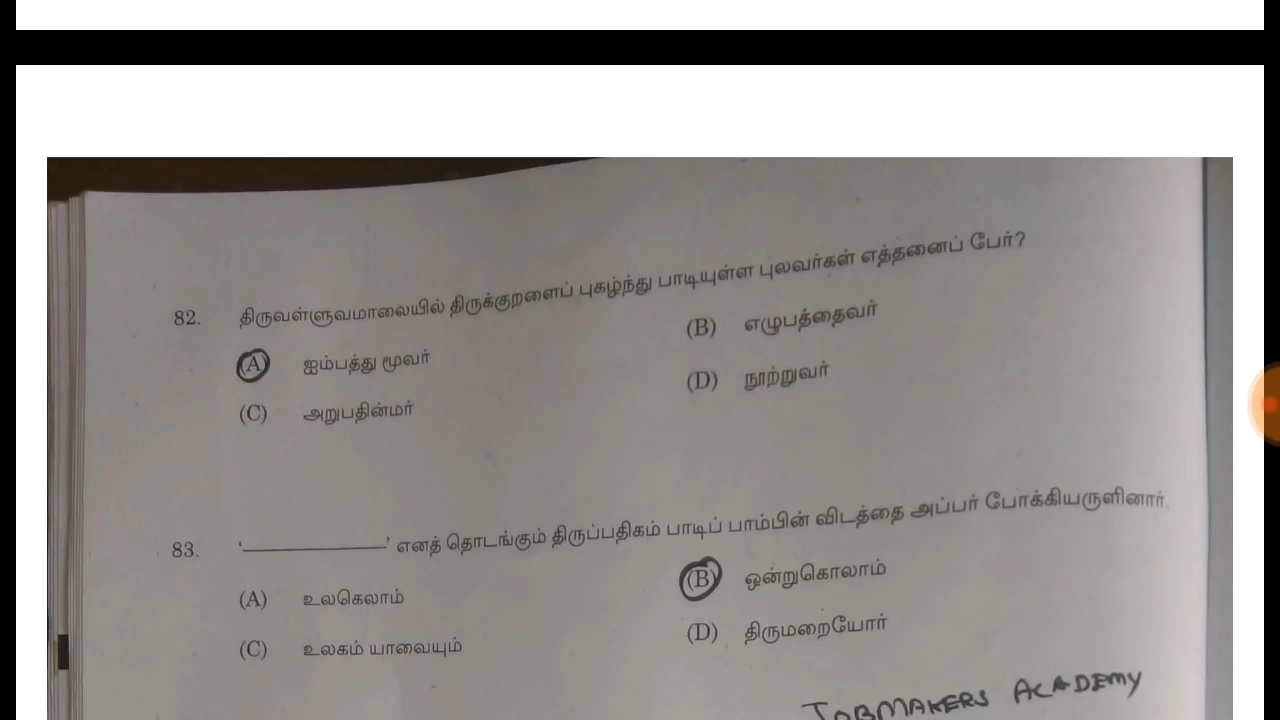 82. திருவள்ளுவமாலையில் திருக்குறளைப் புகழ்ந்து பாடியுள்ள புலவர்கள் எத்தனைப் பேர்?
(A) ஐம்பத்து மூவர் (B) எழுபத்தைவர்
(C) அறுபதின்மர் (D) நூற்றுவர்
83. '__________' எனத் தொடங்கும் திருப்பதிகம் பாடிப் பாம்பின் விடத்தை அப்பர் போக்கியருளினார்.
(A) உலகெலாம் (B) ஒன்றுகொலாம்
(C) உலகம் யாவையும் (D) திருமறையோர்
JOBMAKERS ACADEMY